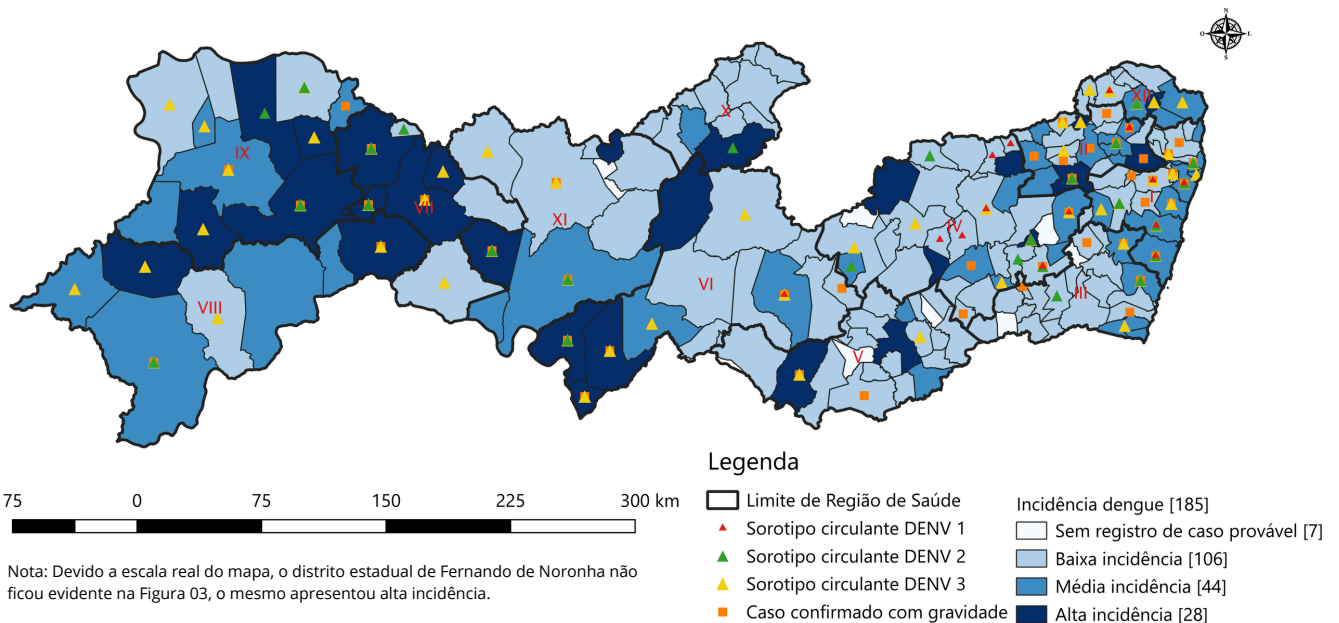 N
O L
S
X
XII
II
IX
VII
XI
I
IV
VI
VIII
III
V
Legenda
75 0 75 150 225 300 km
Limite de Região de Saúde
Sorotipo circulante DENV 1
Sorotipo circulante DENV 2
Sorotipo circulante DENV 3
Caso confirmado com gravidade
Incidência dengue [185]
Sem registro de caso provável [7]
Baixa incidência [106]
Média incidência [44]
Alta incidência [28]
Nota: Devido a escala real do mapa, o distrito estadual de Fernando de Noronha não
ficou evidente na Figura 03, o mesmo apresentou alta incidência.